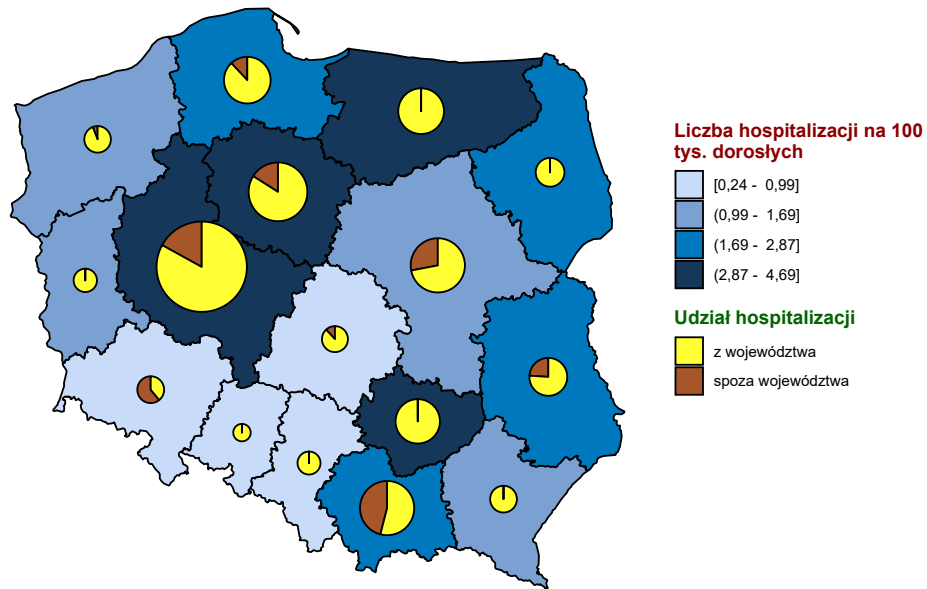 Liczba hospitalizacji na 100
tys. dorosłych
[0,24 - 0,99]
(0,99 - 1,69]
(1,69 - 2,87]
(2,87 - 4,69]
Udział hospitalizacji
z województwa
spoza województwa